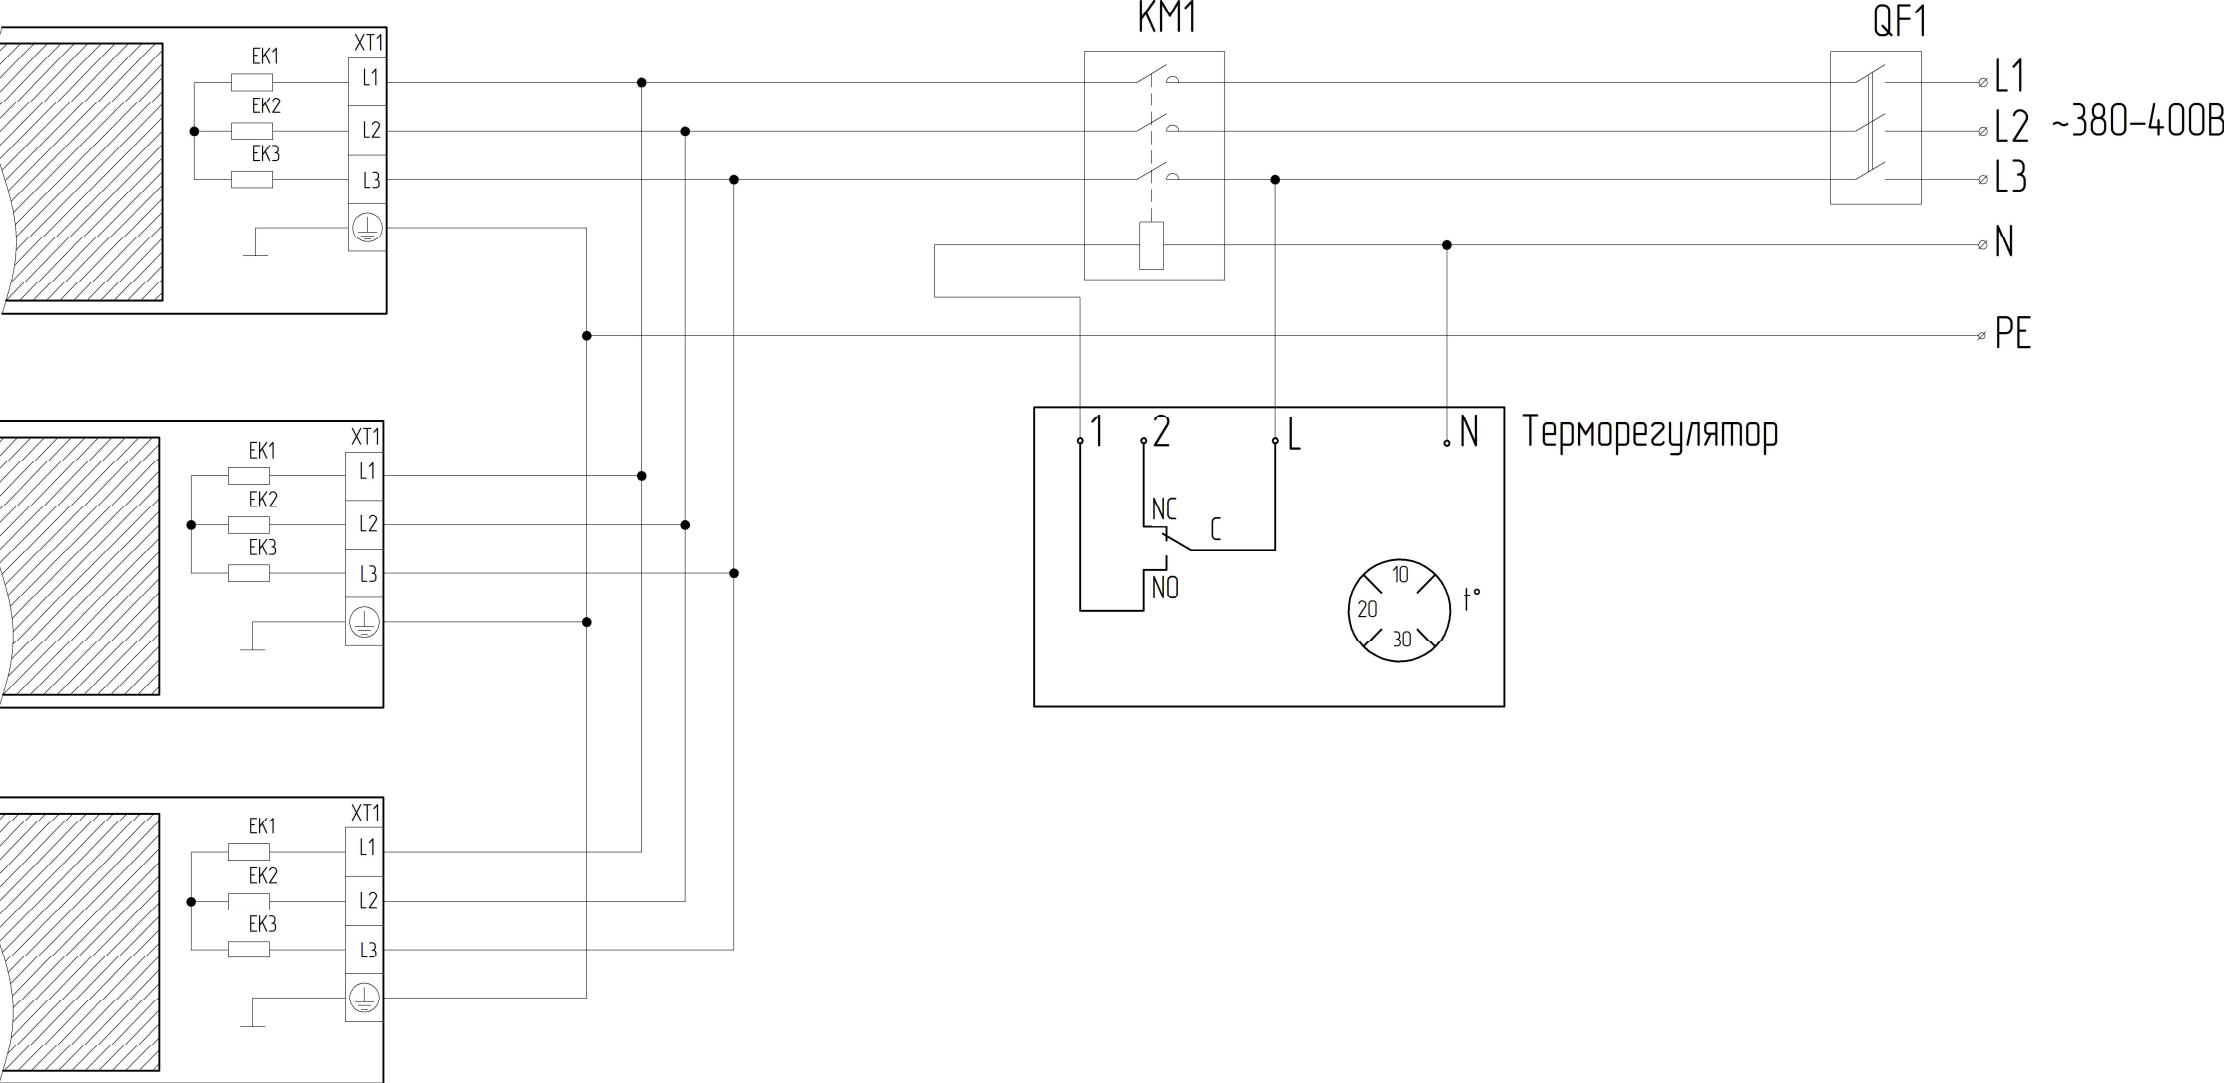 KM1
QF1
XT1
EK1
L1
EK2
L2
EK3
L3
L1
L2
~380-400В
L3
N
PE
XT1
EK1
L1
EK2
L2
EK3
L3
1
2
L
N
Терморегулятор
NC
C
NO
10
20
30
t°
XT1
EK1
L1
EK2
L2
EK3
L3